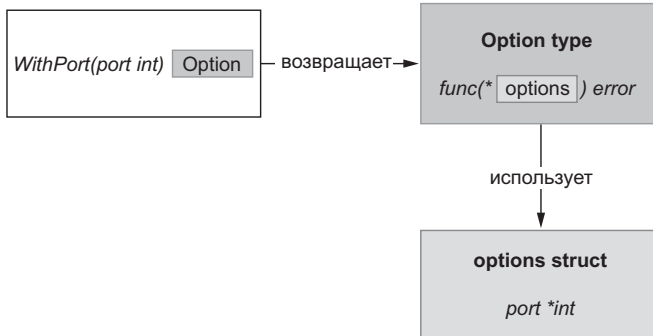 WithPort(port int) Option
возвращает
Option type
func(* options ) error
использует
options struct
port *int